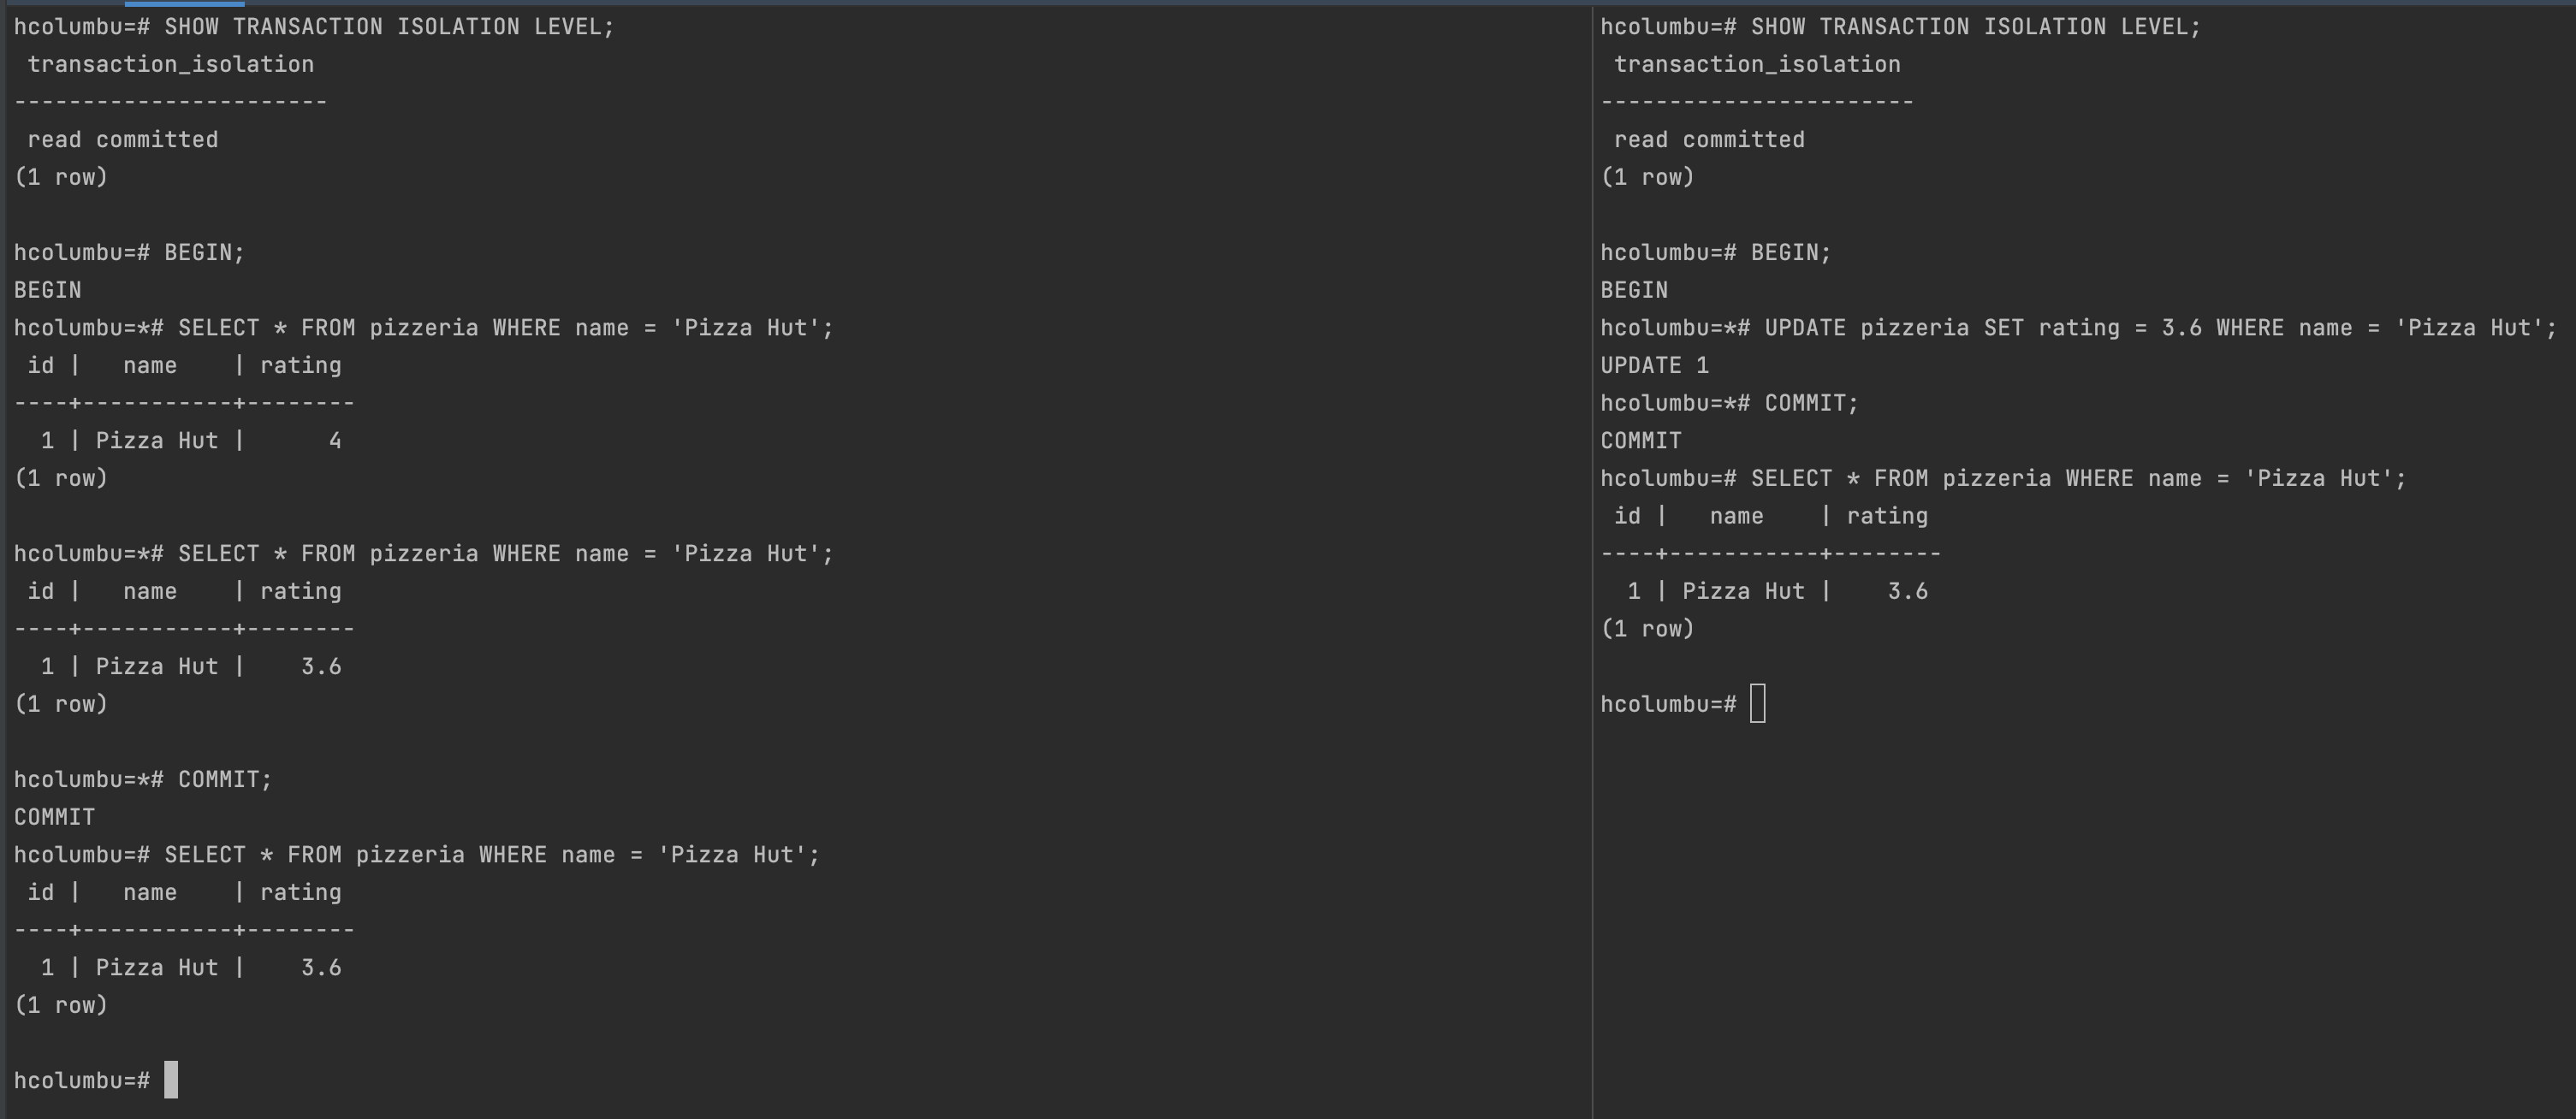 hcolumbu=# SHOW TRANSACTION ISOLATION LEVEL;
 transaction_isolation
-----------------------
 read committed
(1 row)

hcolumbu=# BEGIN;
BEGIN
hcolumbu=*# SELECT * FROM pizzeria WHERE name = 'Pizza Hut';
 id |   name    | rating
----+-----------+--------
  1 | Pizza Hut |      4
(1 row)

hcolumbu=*# SELECT * FROM pizzeria WHERE name = 'Pizza Hut';
 id |   name    | rating
----+-----------+--------
  1 | Pizza Hut |    3.6
(1 row)

hcolumbu=*# COMMIT;
COMMIT
hcolumbu=# SELECT * FROM pizzeria WHERE name = 'Pizza Hut';
 id |   name    | rating
----+-----------+--------
  1 | Pizza Hut |    3.6
(1 row)

hcolumbu=#
hcolumbu=# SHOW TRANSACTION ISOLATION LEVEL;
 transaction_isolation
-----------------------
 read committed
(1 row)

hcolumbu=# BEGIN;
BEGIN
hcolumbu=*# UPDATE pizzeria SET rating = 3.6 WHERE name = 'Pizza Hut';
UPDATE 1
hcolumbu=*# COMMIT;
COMMIT
hcolumbu=# SELECT * FROM pizzeria WHERE name = 'Pizza Hut';
 id |   name    | rating
----+-----------+--------
  1 | Pizza Hut |    3.6
(1 row)

hcolumbu=#